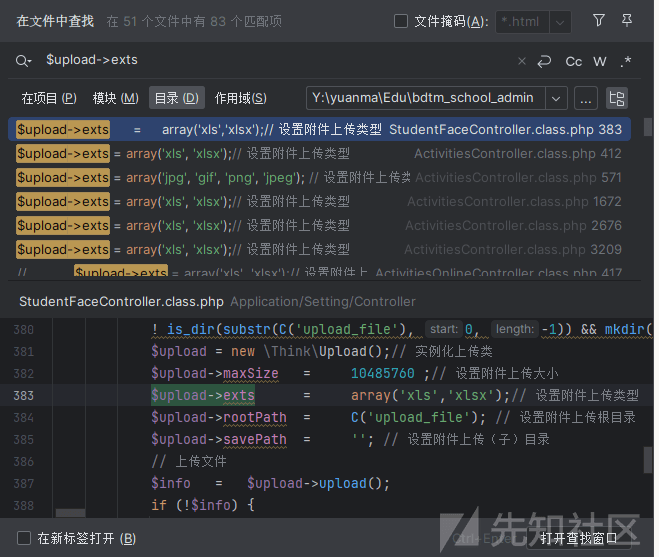 在文件中查找 在 51 个文件中有 83 个匹配项 文件掩码(A): *.html
$upload->exts Cc W .*
在项目 (P) 模块 (M) 目录 (D) 作用域(S) Y:\yuanma\Edu\bdtm_school_admin ...
$upload->exts = array('xls','xlsx');// 设置附件上传类型 StudentFaceController.class.php 383
$upload->exts = array('xls', 'xlsx');// 设置附件上传类型 ActivitiesController.class.php 412
$upload->exts = array('jpg', 'gif', 'png', 'jpeg'); // 设置附件上传类 ActivitiesController.class.php 571
$upload->exts = array('xls', 'xlsx');// 设置附件上传类型 ActivitiesController.class.php 1672
$upload->exts = array('xls', 'xlsx');// 设置附件上传类型 ActivitiesController.class.php 2676
$upload->exts = array('xls', 'xlsx');// 设置附件上传类型 ActivitiesController.class.php 3209
// $upload->exts = array('xls', 'xlsx');// 设置附件上 ActivitiesOnlineController.class.php 417
StudentFaceController.class.php Application/Setting/Controller
380 ! is_dir(substr(C('upload_file'), start: 0, length: -1)) && mkdir(
381 $upload = new \Think\Upload();// 实例化上传类
382 $upload->maxSize = 10485760 ;// 设置附件上传大小
383 $upload->exts = array('xls','xlsx');// 设置附件上传类型
384 $upload->rootPath = C('upload_file'); // 设置附件上传根目录
385 $upload->savePath = ''; // 设置附件上传（子）目录
386 // 上传文件
387 $info = $upload->upload();
388 if (!$info) {
在新标签打开 (B) Ctrl+Enter 打开查找窗口
先知社区